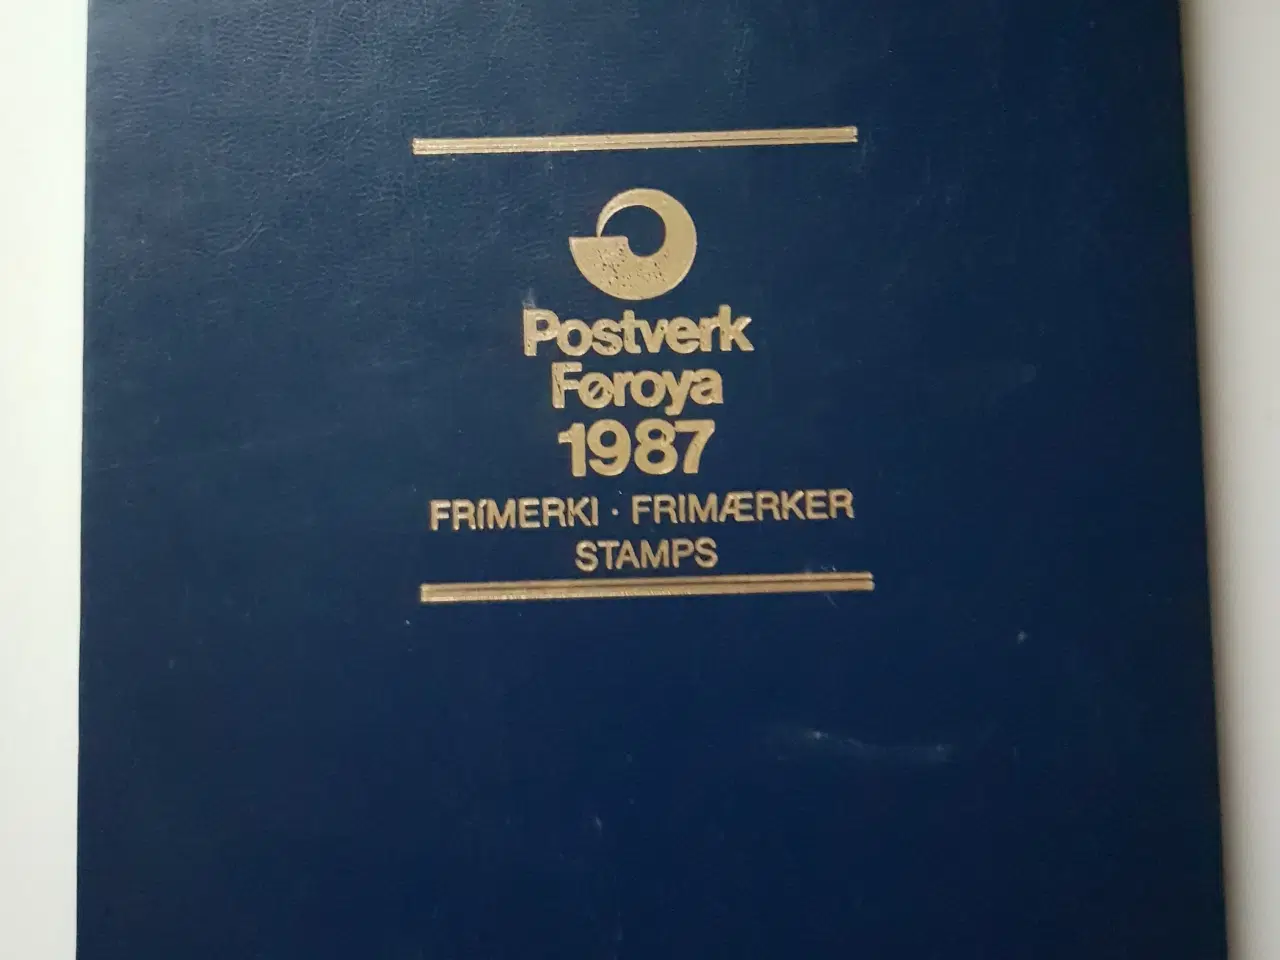 Postverk
Føroya
1987
FRÍMERKI · FRIMÆRKER
STAMPS